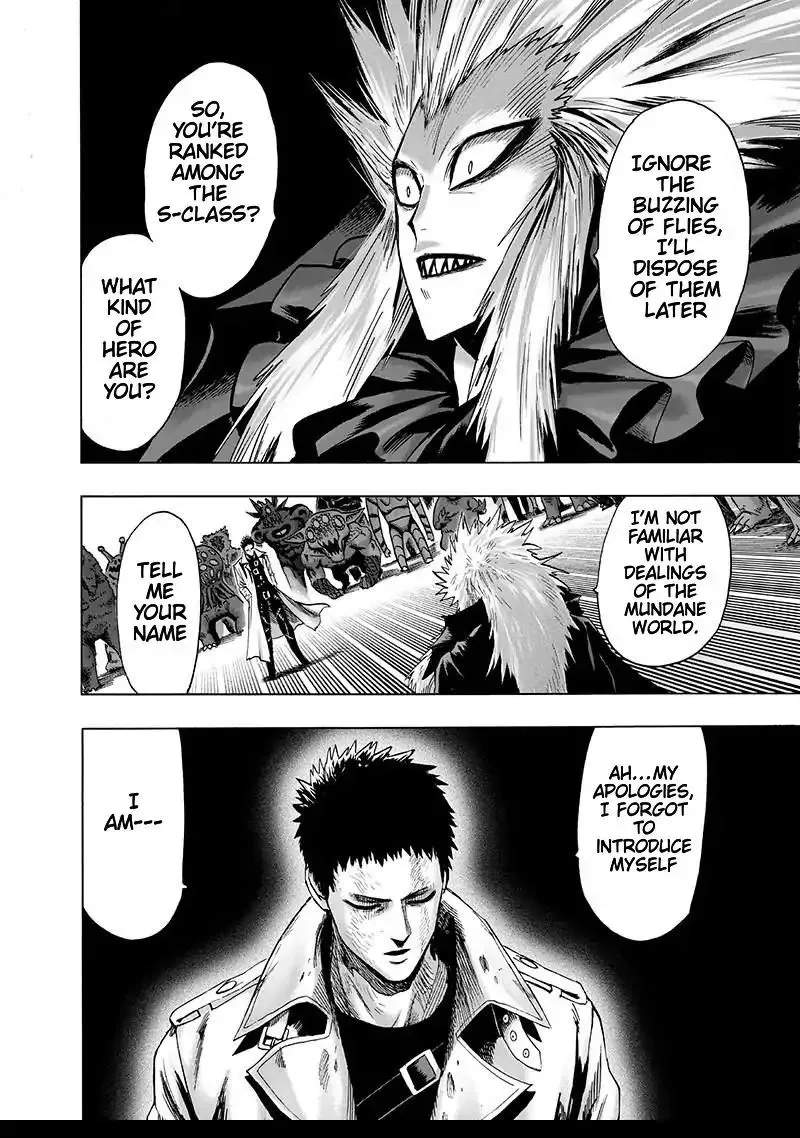 IGNORE
THE
BUZZING
OF FLIES,
I'LL
DISPOSE
OF THEM
LATER
SO,
YOU'RE
RANKED
AMONG
THE
S-CLASS?
WHAT
KIND
OF
HERO
ARE
YOU?
I'M NOT
FAMILIAR
WITH
DEALINGS
OF THE
MUNDANE
WORLD.
TELL
ME
YOUR
NAME
AH...MY
APOLOGIES,
I FORGOT
TO
INTRODUCE
MYSELF
I
AM---